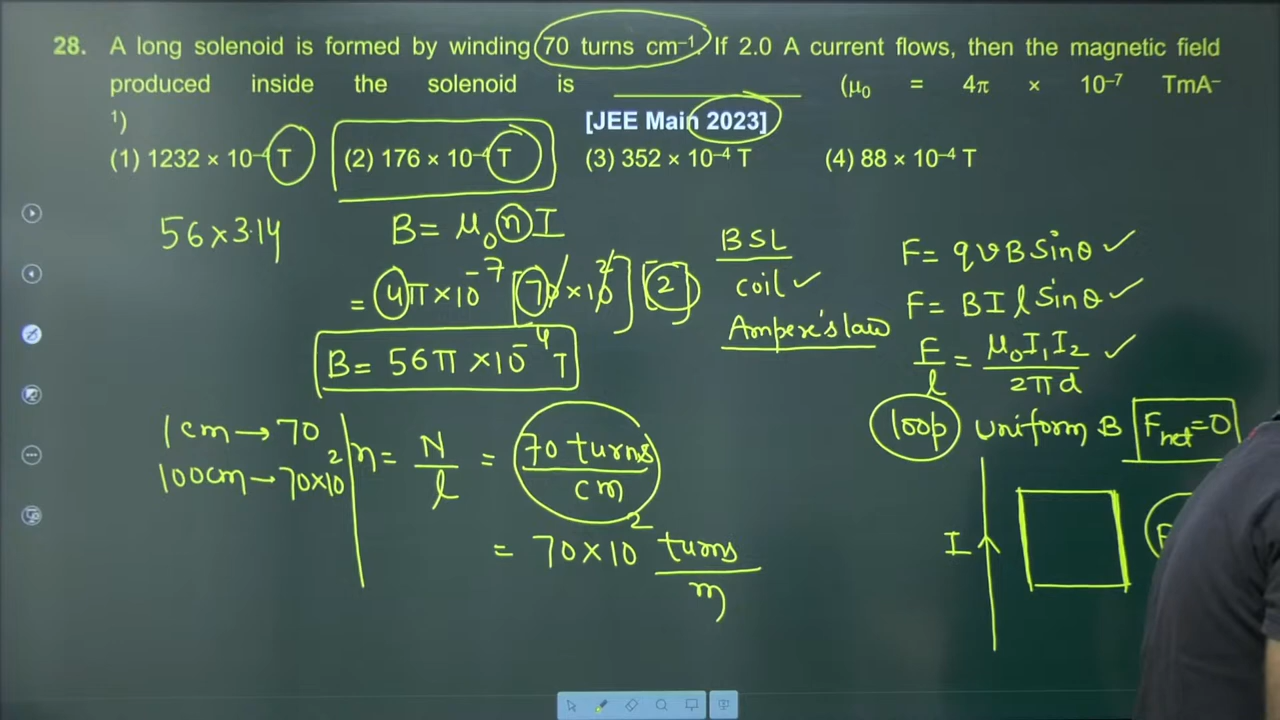 28. A long solenoid is formed by winding 70 turns cm⁻¹. If 2.0 A current flows, then the magnetic field
produced inside the solenoid is __________ (μ₀ = 4π × 10⁻⁷ TmA⁻
¹)
[JEE Main 2023]
(1) 1232 × 10⁻⁴ T (2) 176 × 10⁻⁴ T (3) 352 × 10⁻⁴ T (4) 88 × 10⁻⁴ T
56×3.14
B = μ₀nI
= 4π×10⁻⁷ [70×10²] [2]
B = 56π×10⁻⁴ T
1cm → 70
100cm → 70×10²
n = N/l = 70 turns/cm
= 70×10² turns/m
BSL
coil ✓
Ampere's law
F = qvB Sinθ ✓
F = BIl Sinθ ✓
F/l = μ₀I₁I₂/2πd ✓
loop uniform B Fnet=0
I